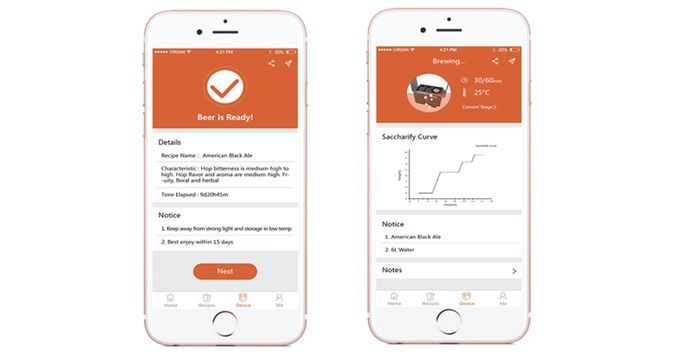 VIRGIN 4:21 PM 22%
Beer is Ready!
Details
Recipe Name : American Black Ale
Characteristic : Hop bitterness is medium-high to
high. Hop flavor and aroma are medium-high. Fr-
-uity, floral and herbal
Time Elapsed : 9d20h45m
Notice
1. Keep away from strong light and storage in low temp
2. Best enjoy within 15 days
Next
Home Recipes Device Me
VIRGIN 4:21 PM 22%
Brewing...
30/60min
25°C
Current Stage>
Saccharify Curve
Saccharify curve
Notice
1. American Black Ale
2. 6L Water
Notes >
Home Recipes Device Me